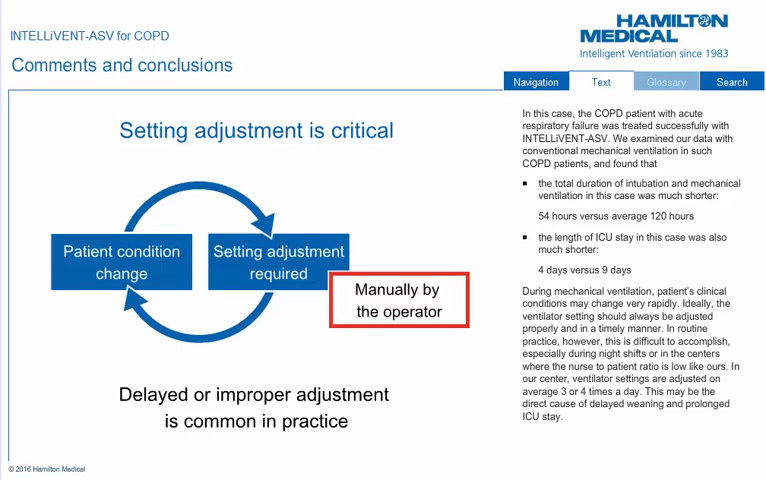 HAMILTON
MEDICAL
Intelligent Ventilation since 1983
INTELLiVENT-ASV for COPD
Comments and conclusions
Navigation
Text
Glossary
Search
Setting adjustment is critical
Patient condition
change
Setting adjustment
required
Manually by
the operator
Delayed or improper adjustment
is common in practice
In this case, the COPD patient with acute
respiratory failure was treated successfully with
INTELLiVENT-ASV. We examined our data with
conventional mechanical ventilation in such
COPD patients, and found that
■ the total duration of intubation and mechanical
ventilation in this case was much shorter:
54 hours versus average 120 hours
■ the length of ICU stay in this case was also
much shorter:
4 days versus 9 days
During mechanical ventilation, patient's clinical
conditions may change very rapidly. Ideally, the
ventilator setting should always be adjusted
properly and in a timely manner. In routine
practice, however, this is difficult to accomplish,
especially during night shifts or in the centers
where the nurse to patient ratio is low like ours. In
our center, ventilator settings are adjusted on
average 3 or 4 times a day. This may be the
direct cause of delayed weaning and prolonged
ICU stay.
© 2016 Hamilton Medical